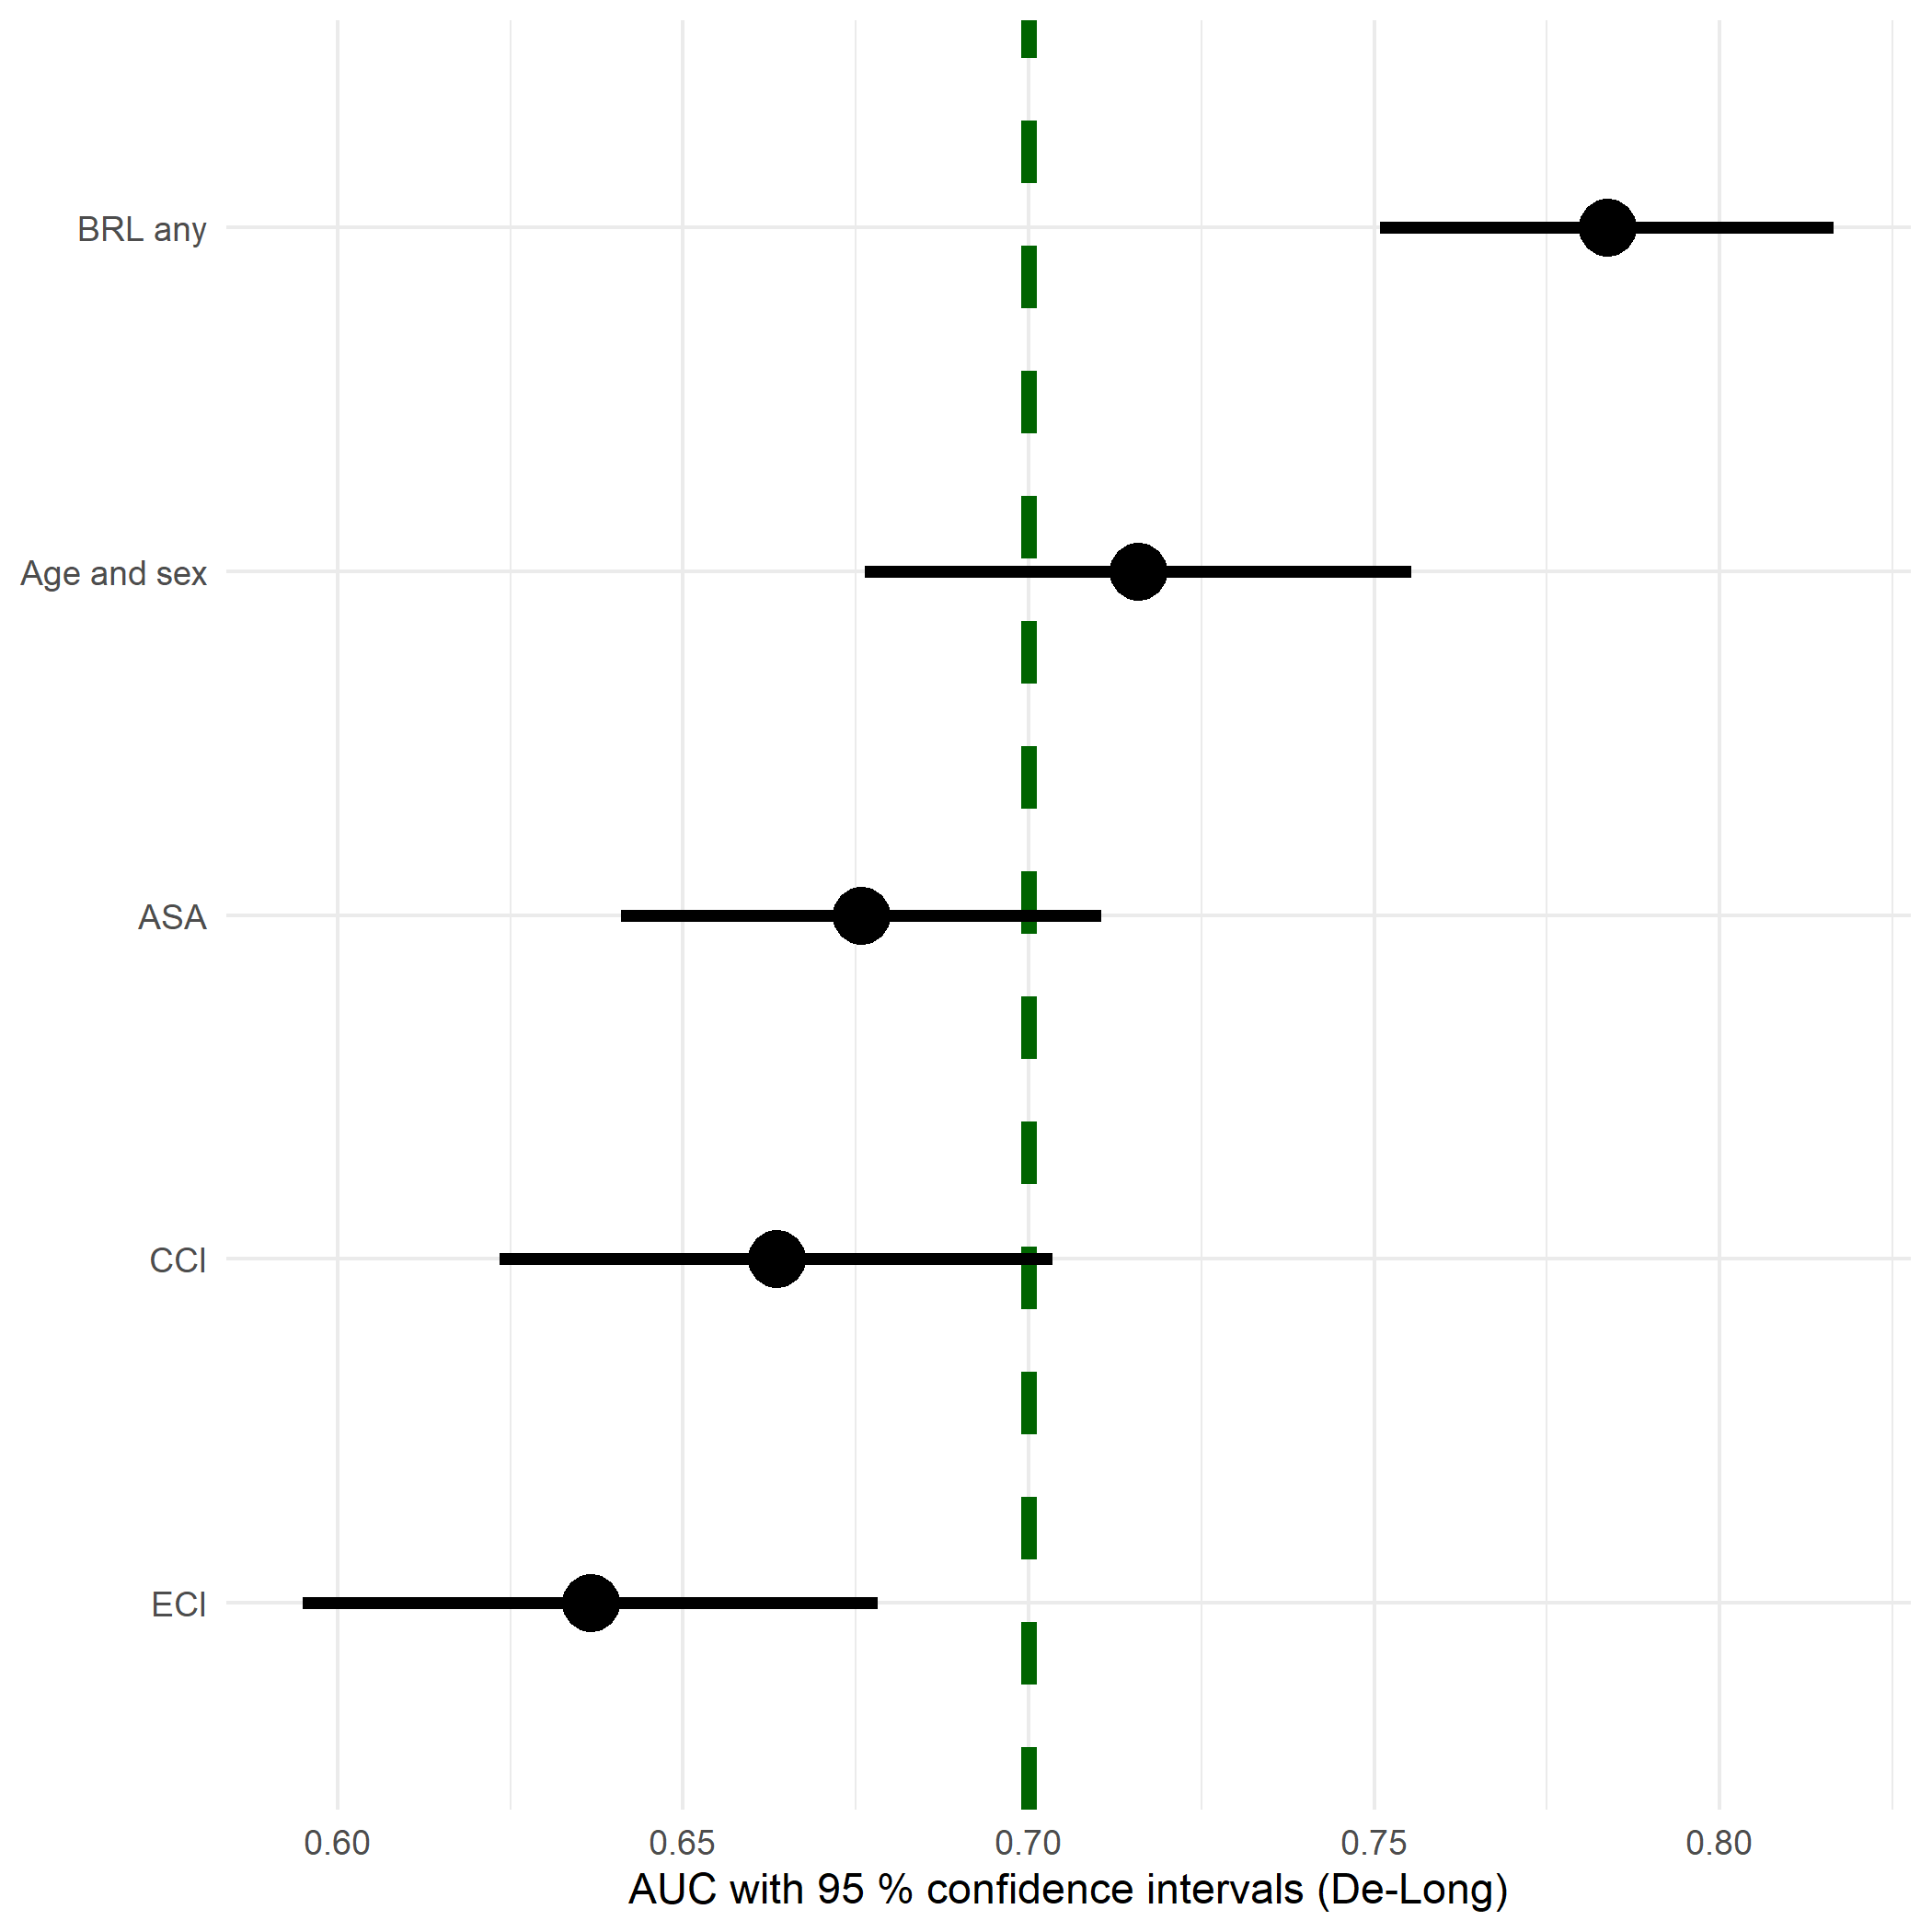 BRL any
Age and sex
ASA
CCI
ECI
0.60 0.65 0.70 0.75 0.80
AUC with 95 % confidence intervals (De-Long)